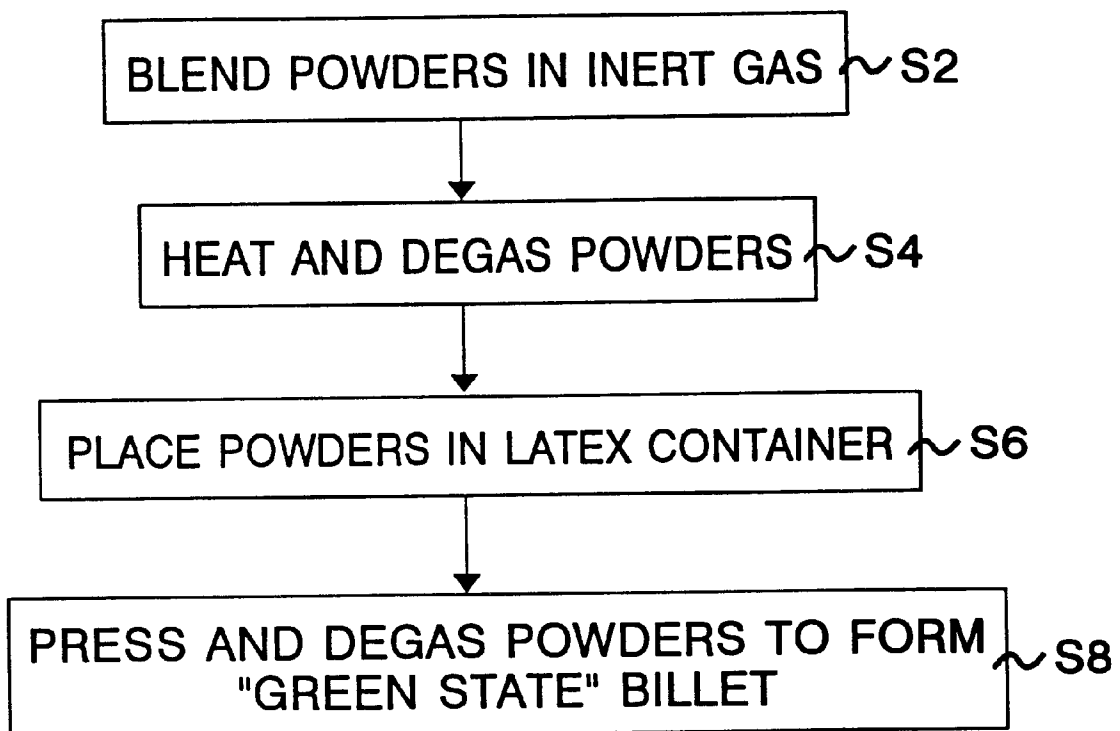 BLEND POWDERS IN INERT GAS S2
HEAT AND DEGAS POWDERS S4
PLACE POWDERS IN LATEX CONTAINER S6
PRESS AND DEGAS POWDERS TO FORM S8
"GREEN STATE" BILLET